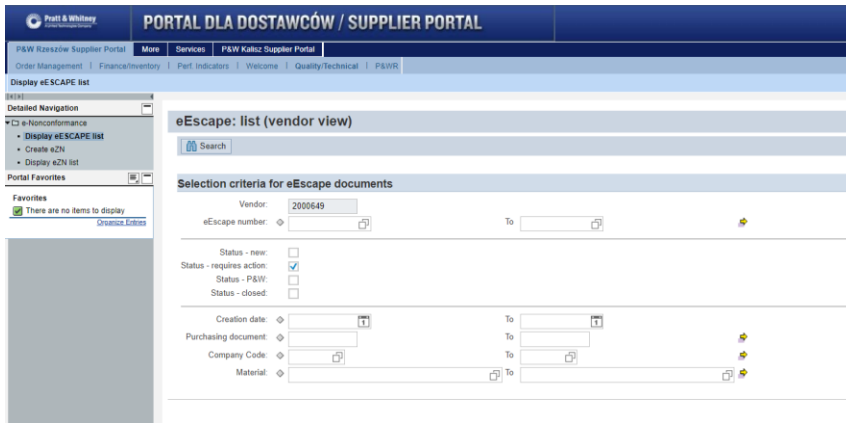 Pratt & Whitney
PORTAL DLA DOSTAWCÓW / SUPPLIER PORTAL
P&W Rzeszów Supplier Portal More Services P&W Kalisz Supplier Portal
Order Management | Finance/Inventory | Perf. Indicators | Welcome | Quality/Technical | P&WR
Display eESCAPE list
Detailed Navigation
e-Nonconformance
Display eESCAPE list
Create eZN
Display eZN list
Portal Favorites
Favorites
There are no items to display
Organize Entries
eEscape: list (vendor view)
Search
Selection criteria for eEscape documents
Vendor: 2000649
eEscape number: To
Status - new:
Status - requires action:
Status - P&W:
Status - closed:
Creation date: 1 To 1
Purchasing document: To
Company Code: To
Material: To